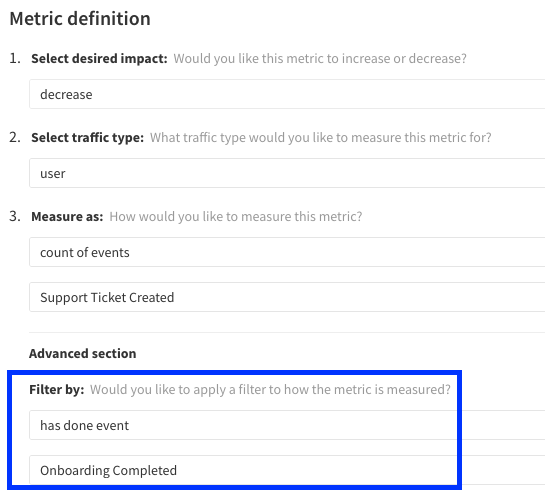 Metric definition
1. Select desired impact: Would you like this metric to increase or decrease?
decrease
2. Select traffic type: What traffic type would you like to measure this metric for?
user
3. Measure as: How would you like to measure this metric?
count of events
Support Ticket Created
Advanced section
Filter by: Would you like to apply a filter to how the metric is measured?
has done event
Onboarding Completed